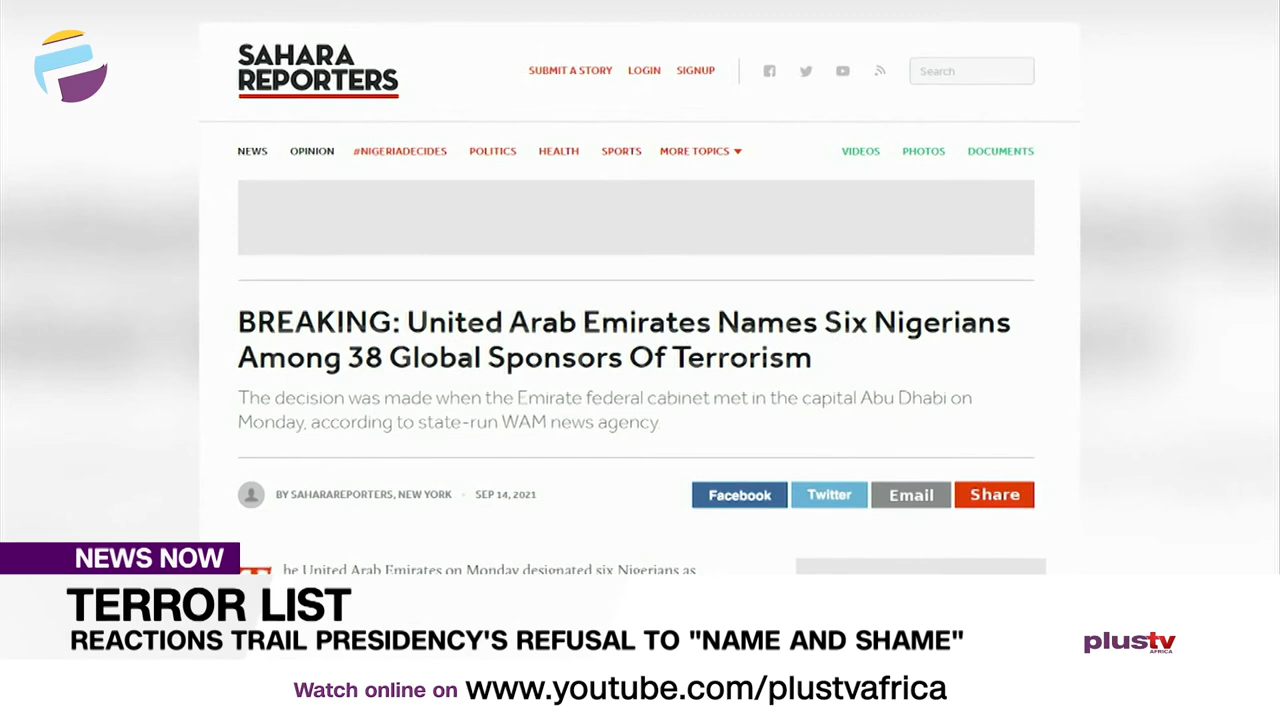 SAHARA
REPORTERS
SUBMIT A STORY LOGIN SIGNUP
Search
NEWS OPINION #NIGERIADECIDES POLITICS HEALTH SPORTS MORE TOPICS VIDEOS PHOTOS DOCUMENTS
BREAKING: United Arab Emirates Names Six Nigerians
Among 38 Global Sponsors Of Terrorism
The decision was made when the Emirate federal cabinet met in the capital Abu Dhabi on
Monday, according to state-run WAM news agency.
BY SAHARAREPORTERS, NEW YORK · SEP 14, 2021
Facebook Twitter Email Share
The United Arab Emirates on Monday designated six Nigerians as
NEWS NOW
TERROR LIST
REACTIONS TRAIL PRESIDENCY'S REFUSAL TO "NAME AND SHAME"
plustv
AFRICA
Watch online on www.youtube.com/plustvafrica